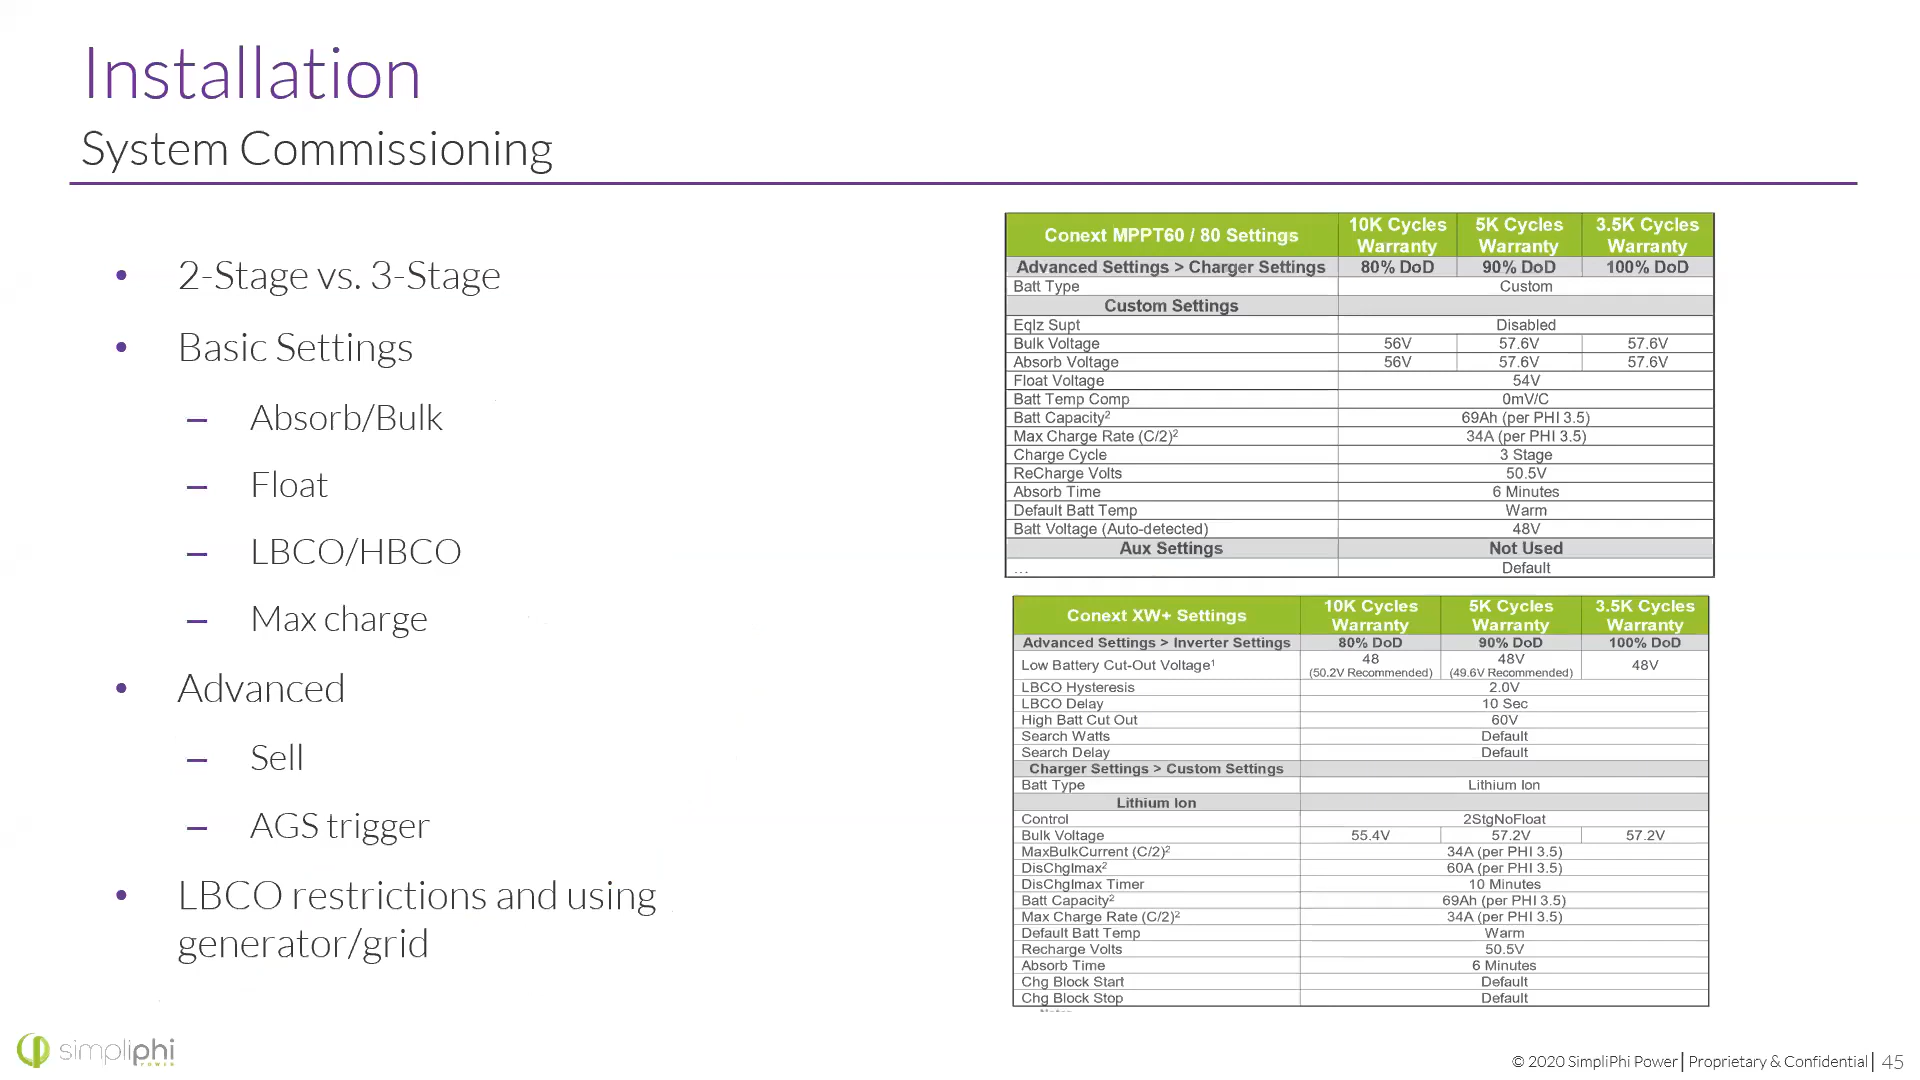 Installation
System Commissioning
• 2-Stage vs. 3-Stage
• Basic Settings
– Absorb/Bulk
– Float
– LBCO/HBCO
– Max charge
• Advanced
– Sell
– AGS trigger
• LBCO restrictions and using
generator/grid
Conext MPPT60 / 80 Settings 10K Cycles Warranty 5K Cycles Warranty 3.5K Cycles Warranty
Advanced Settings > Charger Settings 80% DoD 90% DoD 100% DoD
Batt Type Custom
Custom Settings
Eqlz Supt Disabled
Bulk Voltage 56V 57.6V 57.6V
Absorb Voltage 56V 57.6V 57.6V
Float Voltage 54V
Batt Temp Comp 0mV/C
Batt Capacity² 69Ah (per PHI 3.5)
Max Charge Rate (C/2)² 34A (per PHI 3.5)
Charge Cycle 3 Stage
ReCharge Volts 50.5V
Absorb Time 6 Minutes
Default Batt Temp Warm
Batt Voltage (Auto-detected) 48V
Aux Settings Not Used
... Default
Conext XW+ Settings 10K Cycles Warranty 5K Cycles Warranty 3.5K Cycles Warranty
Advanced Settings > Inverter Settings 80% DoD 90% DoD 100% DoD
Low Battery Cut-Out Voltage¹ 48 (50.2V Recommended) 48V (49.6V Recommended) 48V
LBCO Hysteresis 2.0V
LBCO Delay 10 Sec
High Batt Cut Out 60V
Search Watts Default
Search Delay Default
Charger Settings > Custom Settings
Batt Type Lithium Ion
Lithium Ion
Control 2StgNoFloat
Bulk Voltage 55.4V 57.2V 57.2V
MaxBulkCurrent (C/2)² 34A (per PHI 3.5)
DisChgImax² 60A (per PHI 3.5)
DisChgImax Timer 10 Minutes
Batt Capacity² 69Ah (per PHI 3.5)
Max Charge Rate (C/2)² 34A (per PHI 3.5)
Default Batt Temp Warm
Recharge Volts 50.5V
Absorb Time 6 Minutes
Chg Block Start Default
Chg Block Stop Default
simpliphi
POWER
© 2020 SimpliPhi Power | Proprietary & Confidential | 45